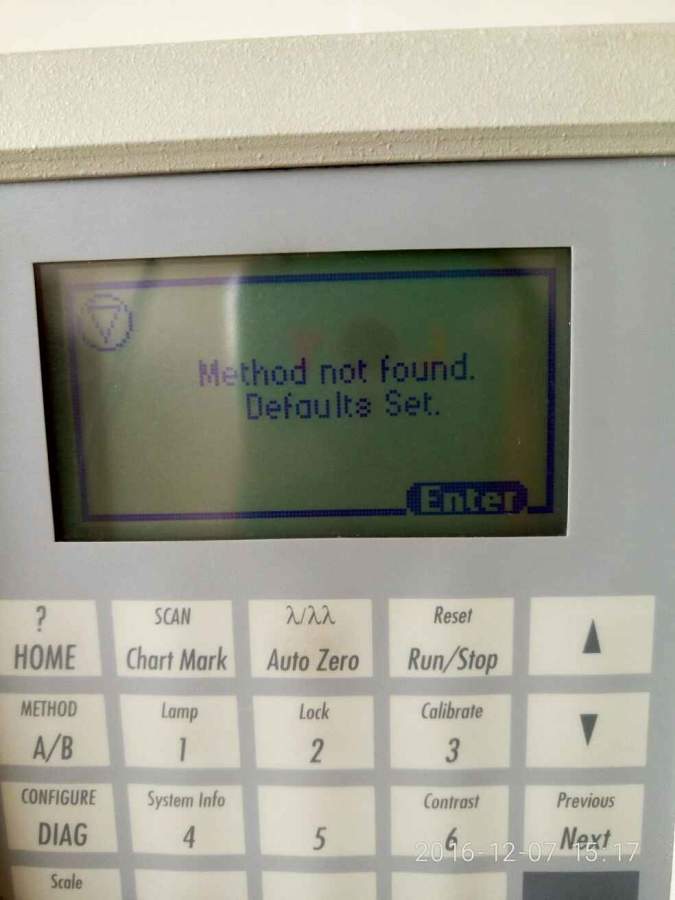 Method not found.
Defaults Set.
Enter
?
HOME
SCAN
Chart Mark
λ/λλ
Auto Zero
Reset
Run/Stop
METHOD
A/B
Lamp
1
Lock
2
Calibrate
3
CONFIGURE
DIAG
System Info
4
5
Contrast
6
Previous
Next
2016-12-07 15:17
Scale